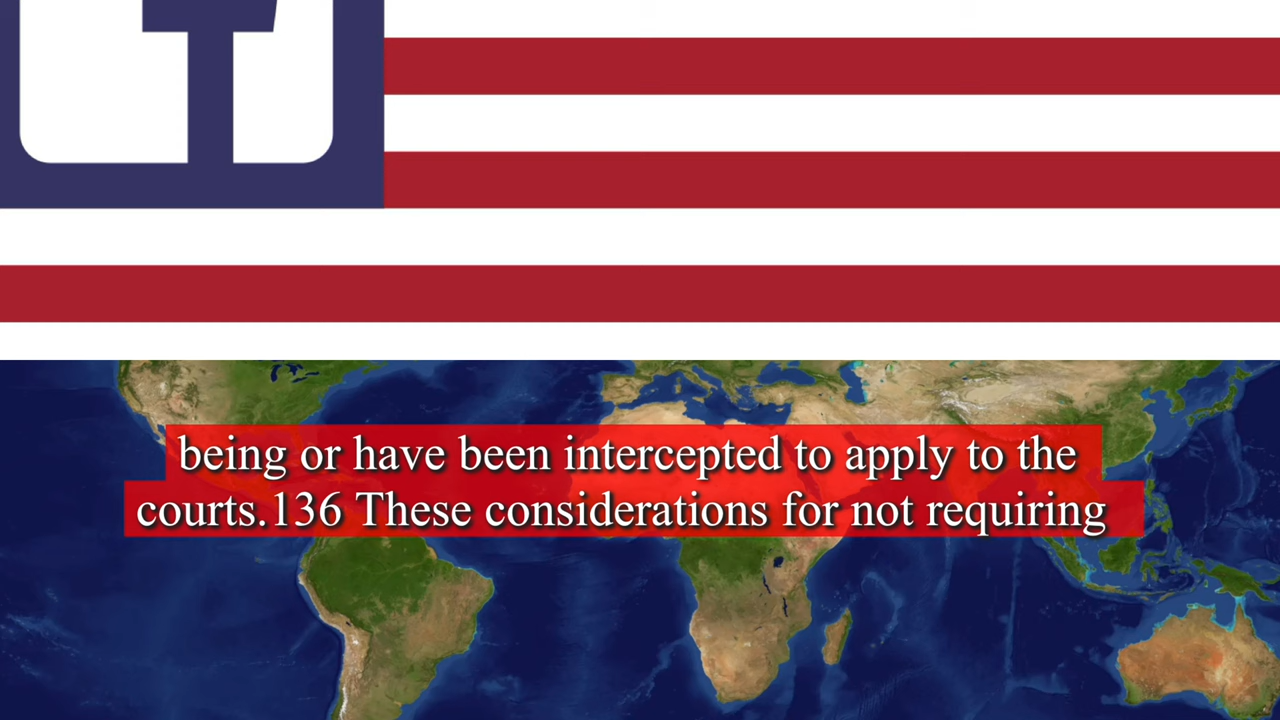 being or have been intercepted to apply to the
courts.136 These considerations for not requiring